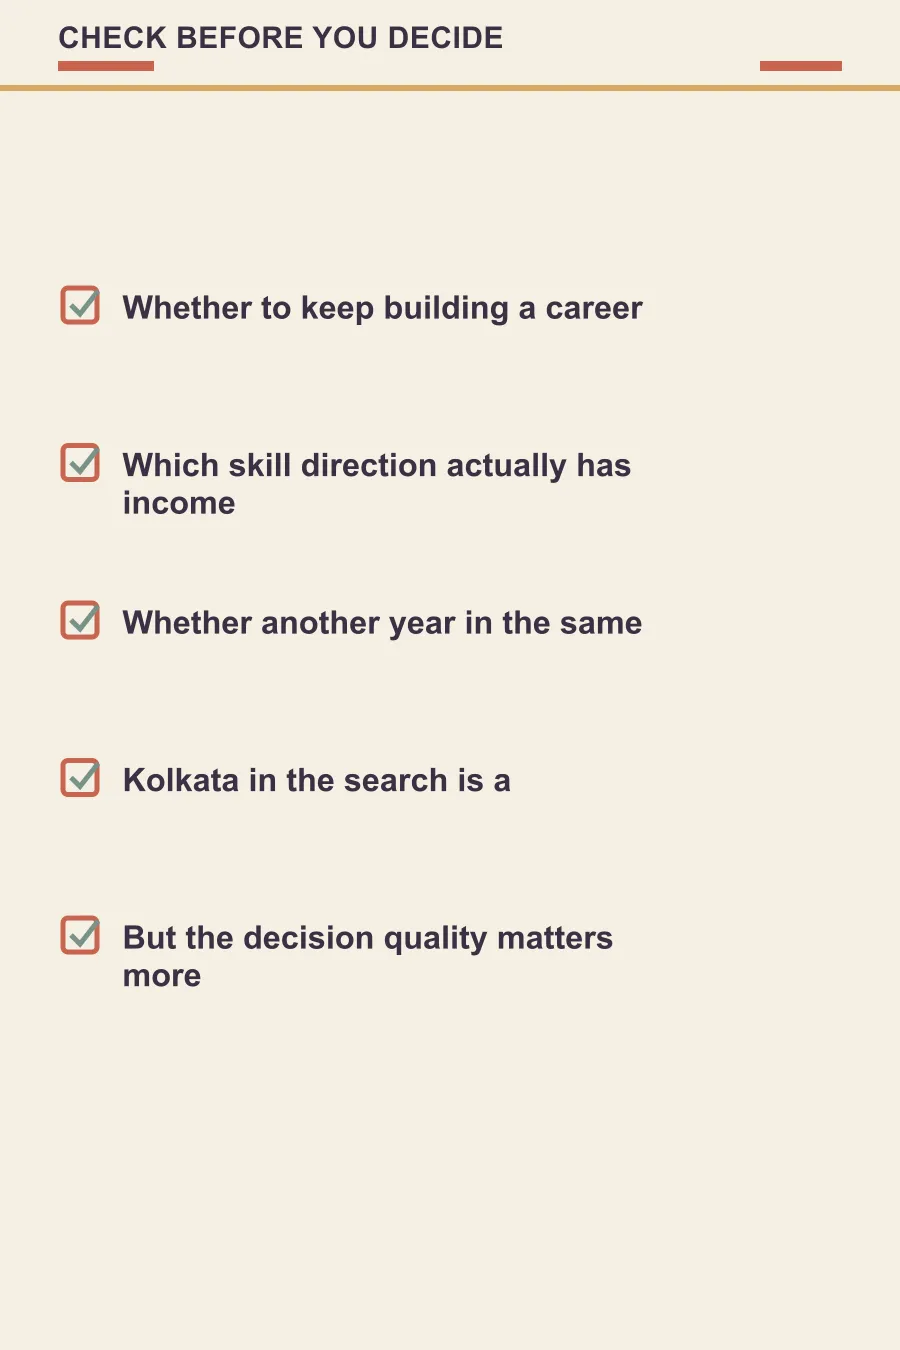 CHECK BEFORE YOU DECIDE
Whether to keep building a career
Which skill direction actually has
income
Whether another year in the same
Kolkata in the search is a
But the decision quality matters
more